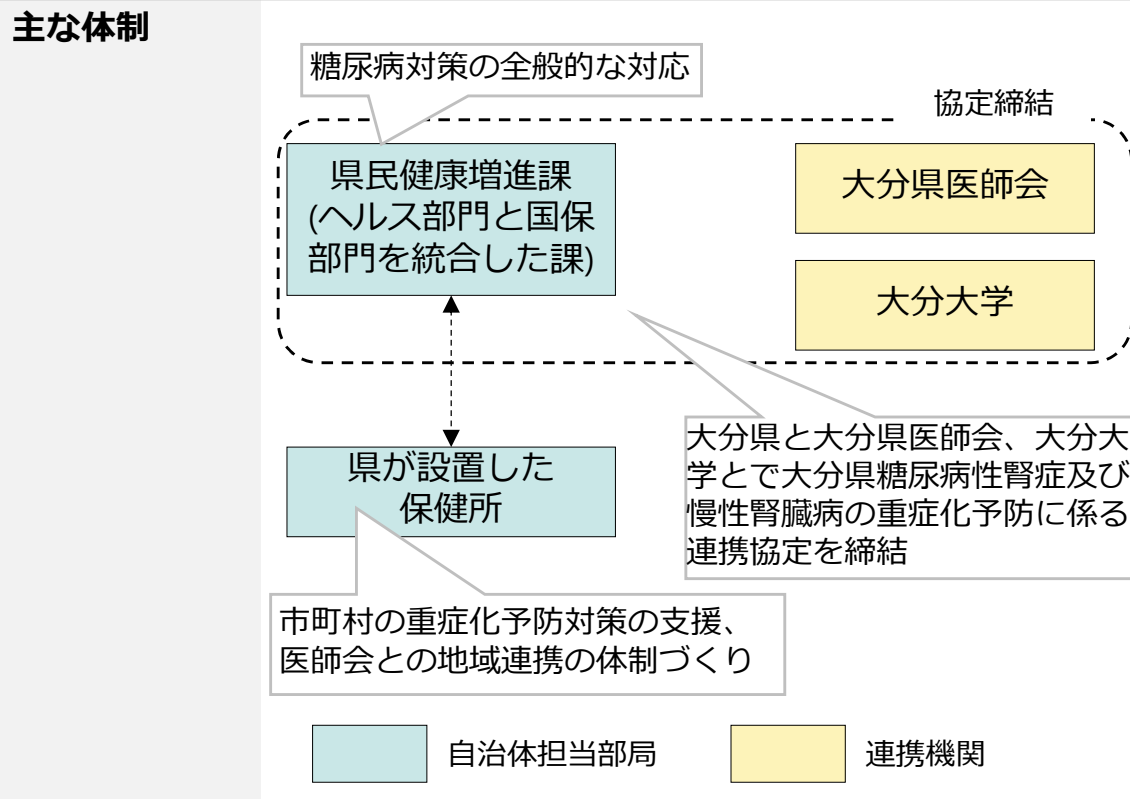 主な体制
糖尿病対策の全般的な対応
協定締結
県民健康増進課
(ヘルス部門と国保
部門を統合した課)
大分県医師会
大分大学
大分県と大分県医師会、大分大
学とで大分県糖尿病性腎症及び
慢性腎臓病の重症化予防に係る
連携協定を締結
県が設置した
保健所
市町村の重症化予防対策の支援、
医師会との地域連携の体制づくり
自治体担当部局
連携機関